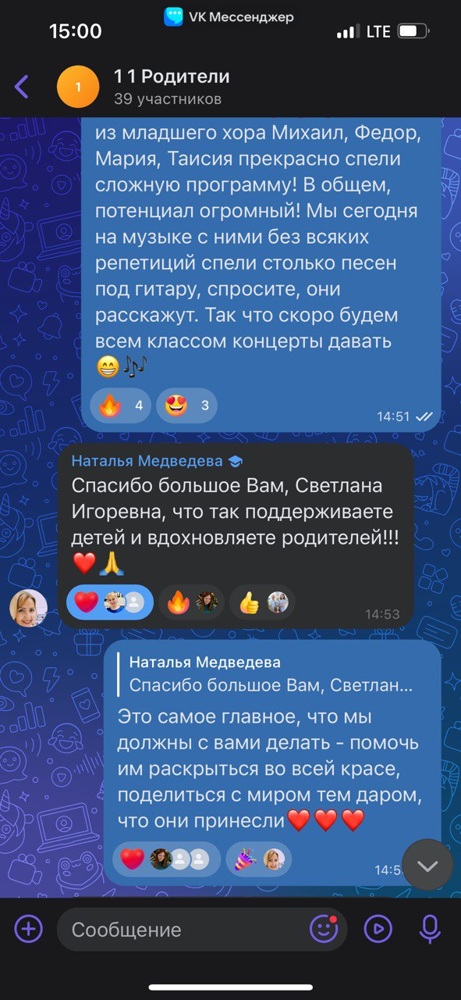 VK Мессенджер
15:00
LTE
1
1 1 Родители
39 участников
из младшего хора Михаил, Федор,
Мария, Таисия прекрасно спели
сложную программу! В общем,
потенциал огромный! Мы сегодня
на музыке с ними без всяких
репетиций спели столько песен
под гитару, спросите, они
расскажут. Так что скоро будем
всем классом концерты давать
😁🎶
🔥 4 😍 3
14:51
Наталья Медведева
Спасибо большое Вам, Светлана
Игоревна, что так поддерживаете
детей и вдохновляете родителей!!!
❤️🙏
14:53
Наталья Медведева
Спасибо большое Вам, Светлан...
Это самое главное, что мы
должны с вами делать - помочь
им раскрыться во всей красе,
поделиться с миром тем даром,
что они принесли❤️❤️❤️
14:5
Сообщение